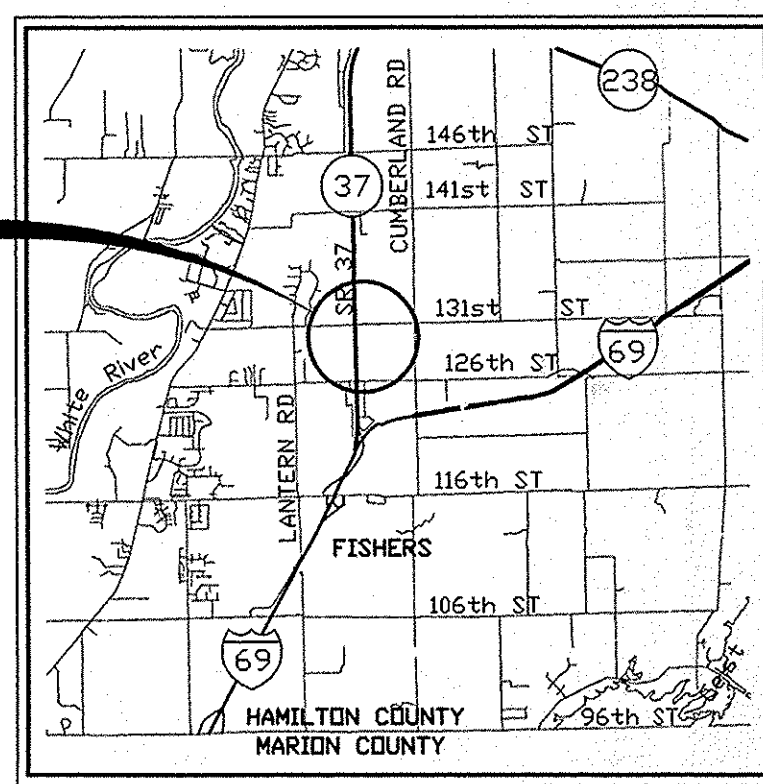 238
CUMBERLAND RD
146th ST
37
141st ST
SR 37
131st ST
69
White River
126th ST
LANTERN RD
116th ST
FISHERS
106th ST
69
96th ST
HAMILTON COUNTY
MARION COUNTY